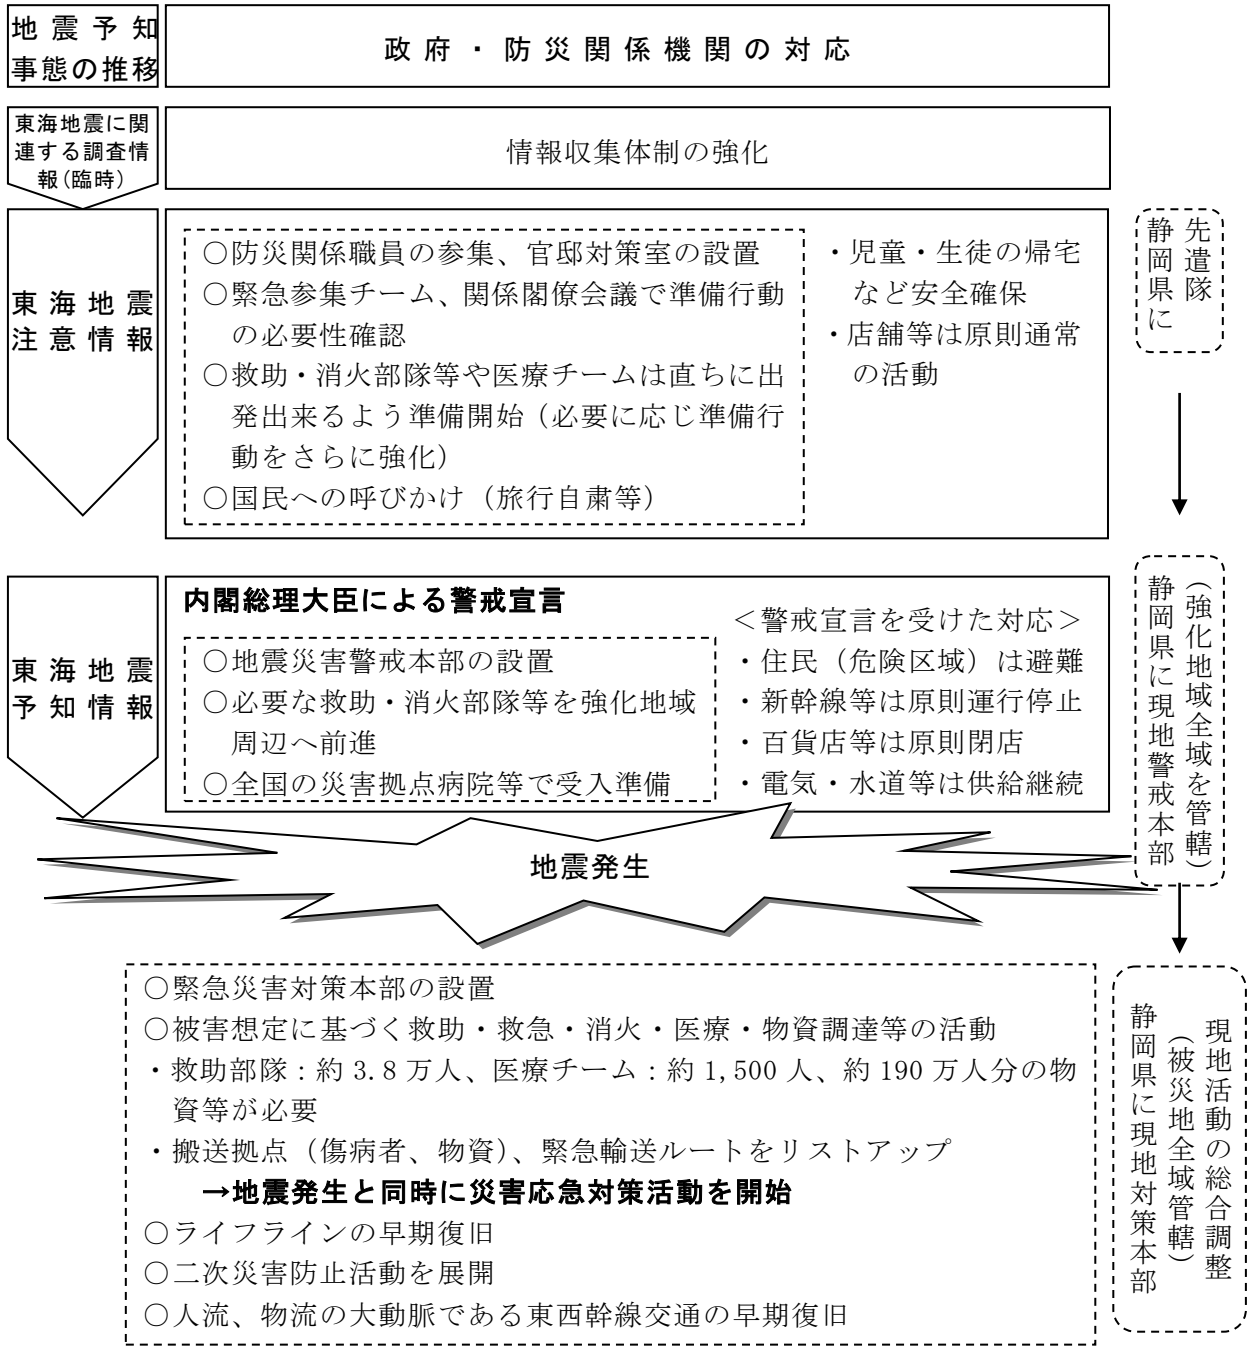 地震予知
事態の推移
政府・防災関係機関の対応
東海地震に関
連する調査情
報(臨時)
情報収集体制の強化
東海地震
注意情報
○防災関係職員の参集、官邸対策室の設置
○緊急参集チーム、関係閣僚会議で準備行動
の必要性確認
○救助・消火部隊等や医療チームは直ちに出
発出来るよう準備開始（必要に応じ準備行
動をさらに強化）
○国民への呼びかけ（旅行自粛等）
・児童・生徒の帰宅
など安全確保
・店舗等は原則通常
の活動
先遣隊
静岡県に
東海地震
予知情報
内閣総理大臣による警戒宣言
○地震災害警戒本部の設置
○必要な救助・消火部隊等を強化地域
周辺へ前進
○全国の災害拠点病院等で受入準備
＜警戒宣言を受けた対応＞
・住民（危険区域）は避難
・新幹線等は原則運行停止
・百貨店等は原則閉店
・電気・水道等は供給継続
（強化地域全域を管轄）
静岡県に現地警戒本部
地震発生
○緊急災害対策本部の設置
○被害想定に基づく救助・救急・消火・医療・物資調達等の活動
・救助部隊：約 3.8 万人、医療チーム：約 1,500 人、約 190 万人分の物
資等が必要
・搬送拠点（傷病者、物資）、緊急輸送ルートをリストアップ
→地震発生と同時に災害応急対策活動を開始
○ライフラインの早期復旧
○二次災害防止活動を展開
○人流、物流の大動脈である東西幹線交通の早期復旧
現地活動の総合調整
（被災地全域管轄）
静岡県に現地対策本部